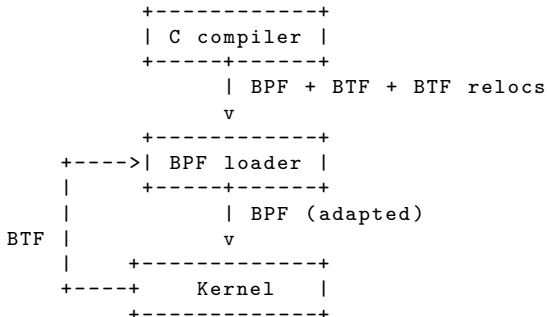 C compiler
BPF + BTF + BTF relocs
BPF loader
BPF (adapted)
BTF
Kernel